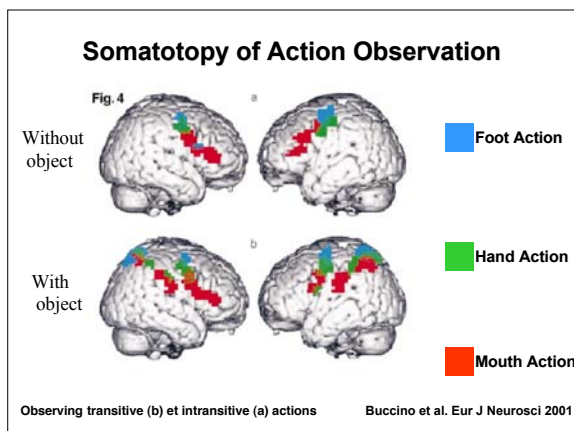 Somatotopy of Action Observation
Fig. 4
a
Without
object
Foot Action
b
With
object
Hand Action
Mouth Action
Observing transitive (b) et intransitive (a) actions
Buccino et al. Eur J Neurosci 2001